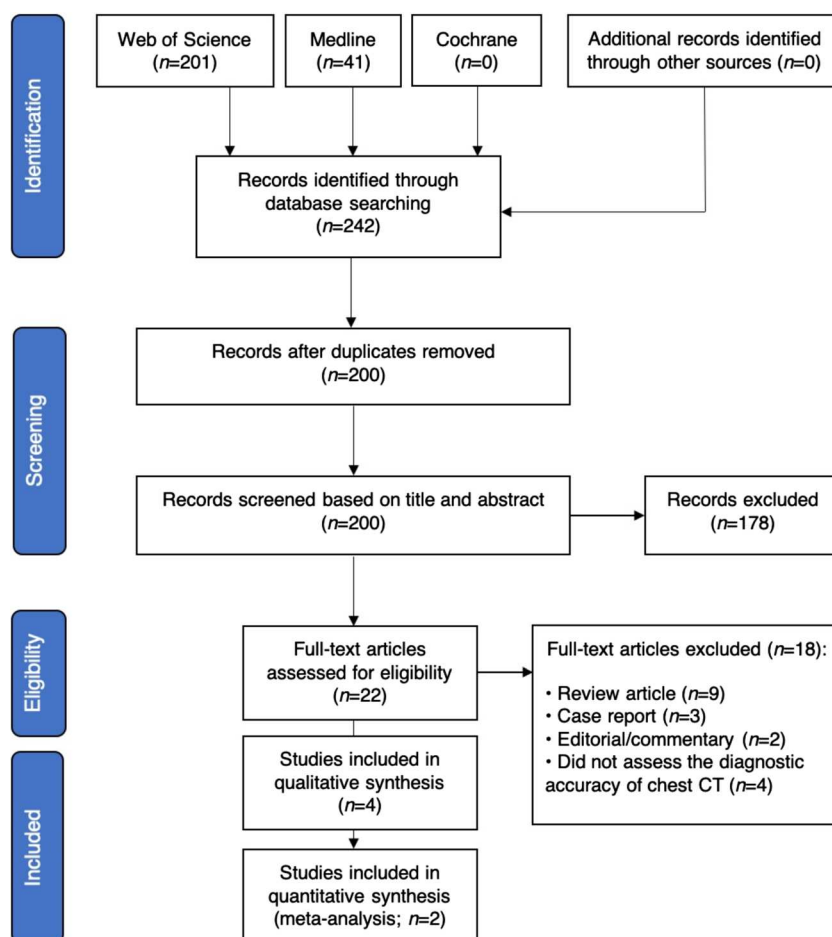 Identification
Web of Science
(n=201)
Medline
(n=41)
Cochrane
(n=0)
Additional records identified
through other sources (n=0)
Records identified through
database searching
(n=242)
Screening
Records after duplicates removed
(n=200)
Records screened based on title and abstract
(n=200)
Records excluded
(n=178)
Eligibility
Full-text articles
assessed for eligibility
(n=22)
Full-text articles excluded (n=18):
• Review article (n=9)
• Case report (n=3)
• Editorial/commentary (n=2)
• Did not assess the diagnostic
accuracy of chest CT (n=4)
Included
Studies included in
qualitative synthesis
(n=4)
Studies included in
quantitative synthesis
(meta-analysis; n=2)